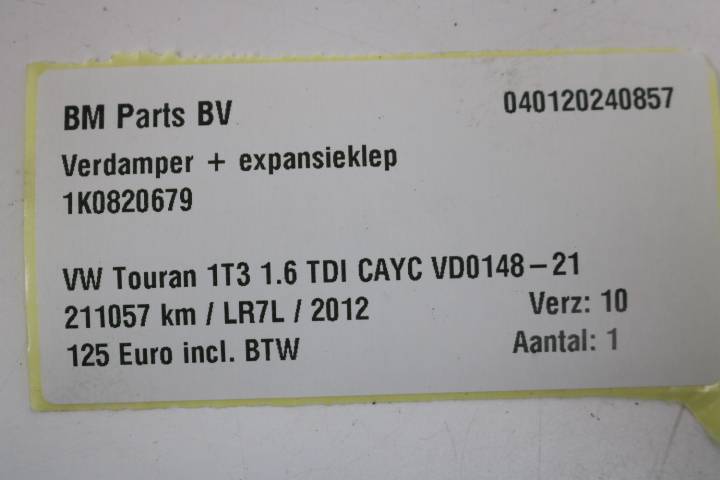 BM Parts BV 040120240857
Verdamper + expansieklep
1K0820679
VW Touran 1T3 1.6 TDI CAYC VD0148-21
211057 km / LR7L / 2012 Verz: 10
125 Euro incl. BTW Aantal: 1